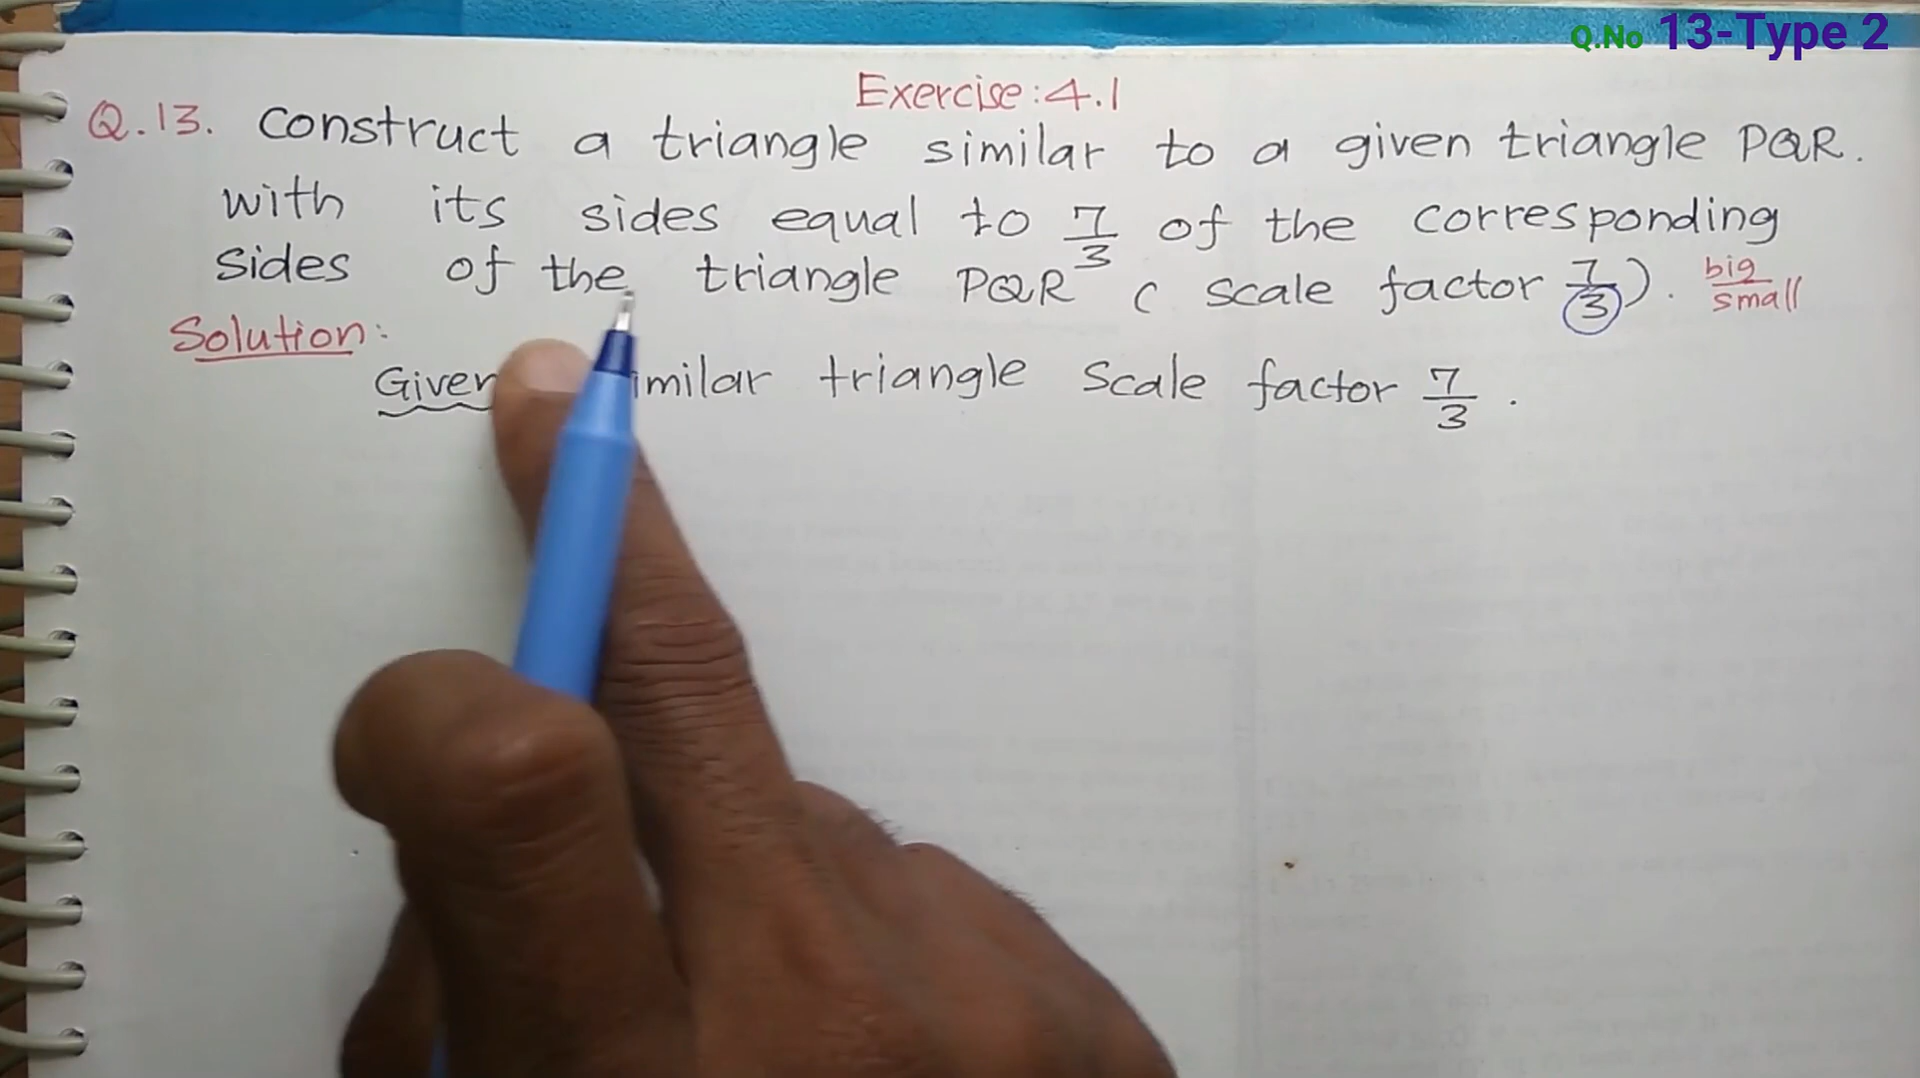 Q.No 13-Type 2
Exercise:4.1
Q.13. Construct a triangle similar to a given triangle PQR.
with its sides equal to 7/3 of the corresponding
sides of the triangle PQR ( scale factor 7/3). big/small
Solution:
Given similar triangle scale factor 7/3.